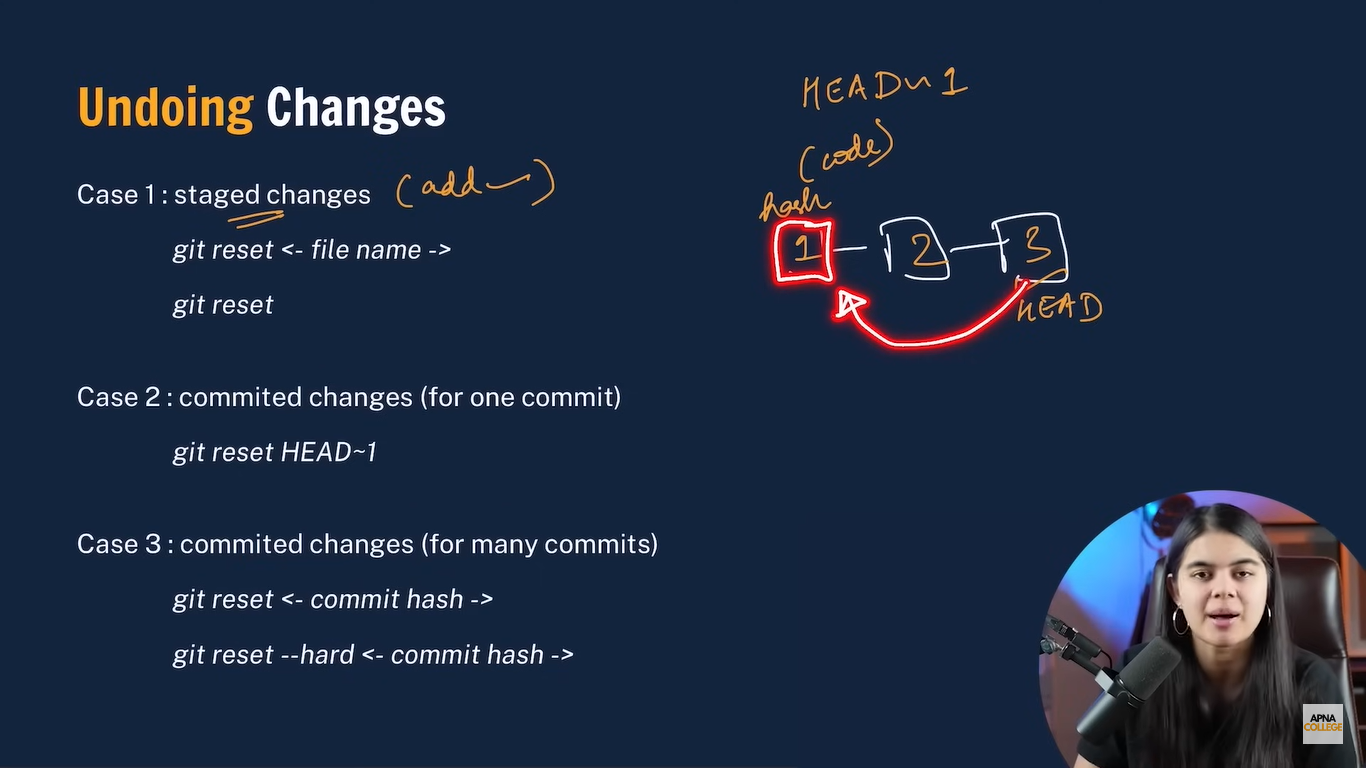 Undoing Changes
Case 1 : staged changes (add )
git reset <- file name ->
git reset
Case 2 : commited changes (for one commit)
git reset HEAD~1
Case 3 : commited changes (for many commits)
git reset <- commit hash ->
git reset --hard <- commit hash ->
HEAD~1
(code)
hash
1 2 3
HEAD
APNA
COLLEGE